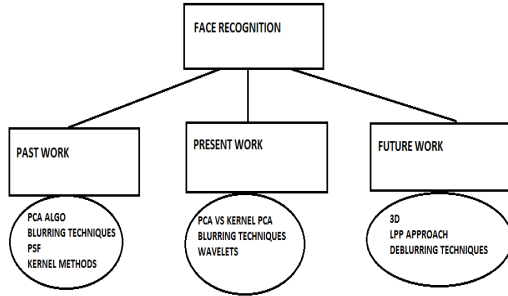 FACE RECOGNITION
PAST WORK
PRESENT WORK
FUTURE WORK
PCA ALGO
BLURRING TECHNIQUES
PSF
KERNEL METHODS
PCA VS KERNEL PCA
BLURRING TECHNIQUES
WAVELETS
3D
LPP APPROACH
DEBLURRING TECHNIQUES